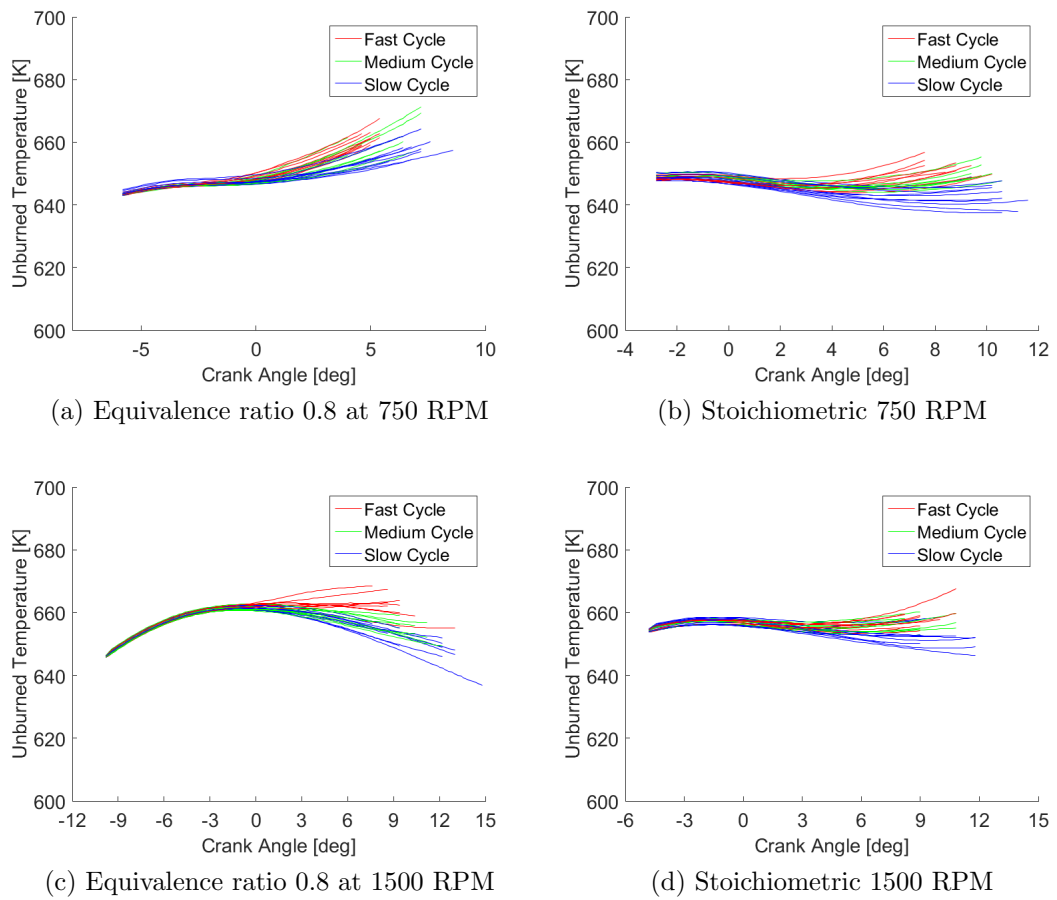 700
680
660
640
620
600
Unburned Temperature [K]
Fast Cycle
Medium Cycle
Slow Cycle
-5 0 5 10
Crank Angle [deg]
(a) Equivalence ratio 0.8 at 750 RPM
700
680
660
640
620
600
Unburned Temperature [K]
Fast Cycle
Medium Cycle
Slow Cycle
-4 -2 0 2 4 6 8 10 12
Crank Angle [deg]
(b) Stoichiometric 750 RPM
700
680
660
640
620
600
Unburned Temperature [K]
Fast Cycle
Medium Cycle
Slow Cycle
-12 -9 -6 -3 0 3 6 9 12 15
Crank Angle [deg]
(c) Equivalence ratio 0.8 at 1500 RPM
700
680
660
640
620
600
Unburned Temperature [K]
Fast Cycle
Medium Cycle
Slow Cycle
-6 -3 0 3 6 9 12 15
Crank Angle [deg]
(d) Stoichiometric 1500 RPM